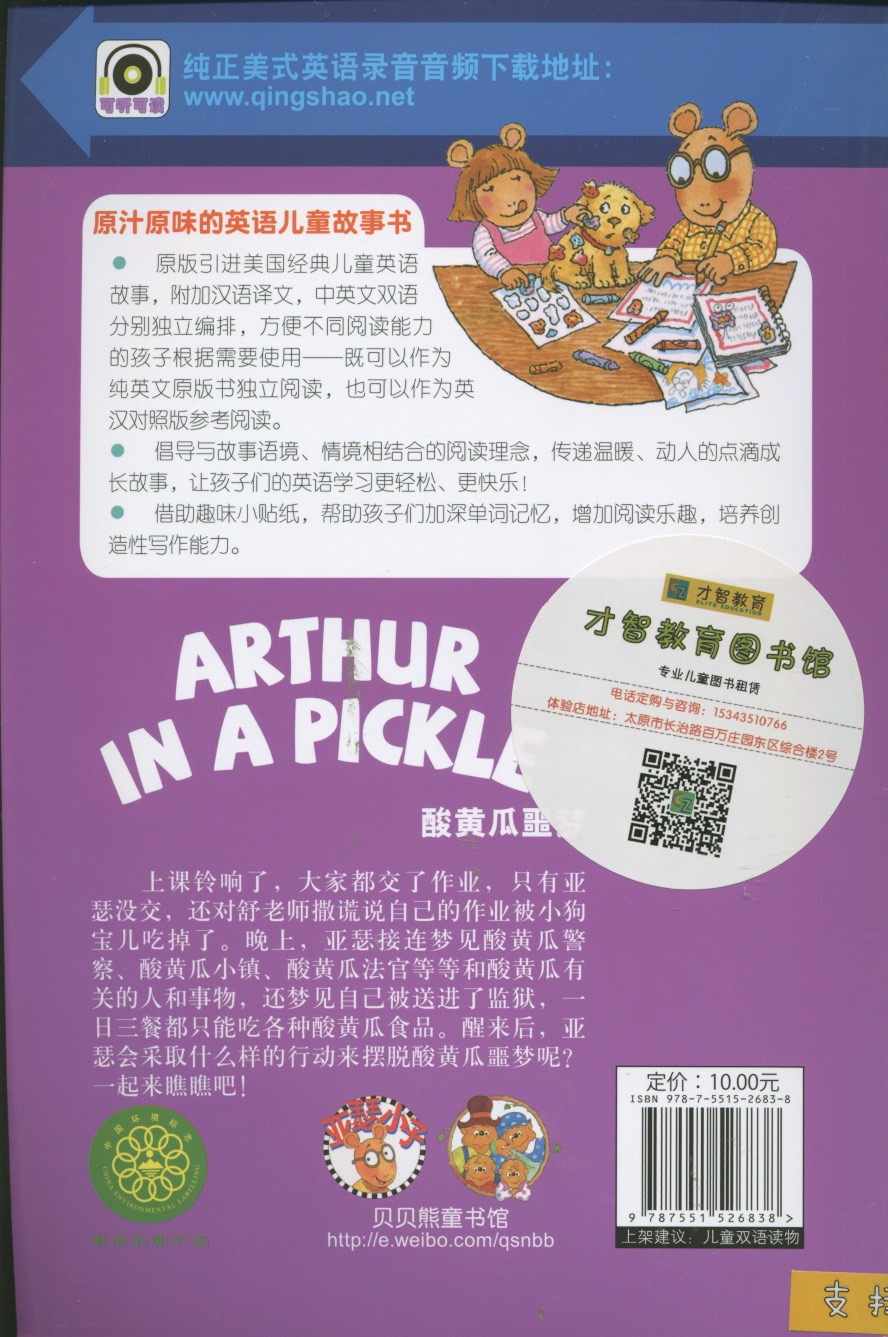 可听可读
纯正美式英语录音音频下载地址：
www.qingshao.net
原汁原味的英语儿童故事书
● 原版引进美国经典儿童英语
故事，附加汉语译文，中英文双语
分别独立编排，方便不同阅读能力
的孩子根据需要使用——既可以作为
纯英文原版书独立阅读，也可以作为英
汉对照版参考阅读。
● 倡导与故事语境、情境相结合的阅读理念，传递温暖、动人的点滴成
长故事，让孩子们的英语学习更轻松、更快乐！
● 借助趣味小贴纸，帮助孩子们加深单词记忆，增加阅读乐趣，培养创
造性写作能力。
才智教育
ELITE EDUCATION
才智教育图书馆
专业儿童图书租赁
电话定购与咨询：15343510766
体验店地址：太原市长治路百万庄园东区综合楼2号
ARTHUR
IN A PICKLE
酸黄瓜噩梦
上课铃响了，大家都交了作业，只有亚
瑟没交，还对舒老师撒谎说自己的作业被小狗
宝儿吃掉了。晚上，亚瑟接连梦见酸黄瓜警
察、酸黄瓜小镇、酸黄瓜法官等等和酸黄瓜有
关的人和事物，还梦见自己被送进了监狱，一
日三餐都只能吃各种酸黄瓜食品。醒来后，亚
瑟会采取什么样的行动来摆脱酸黄瓜噩梦呢？
一起来瞧瞧吧！
中国环境标志
CHINA ENVIRONMENTAL LABELLING
亚瑟小子
贝贝熊童书馆
http://e.weibo.com/qsnbb
定价：10.00元
ISBN 978-7-5515-2683-8
9 787551 526838 >
上架建议：儿童双语读物
支持